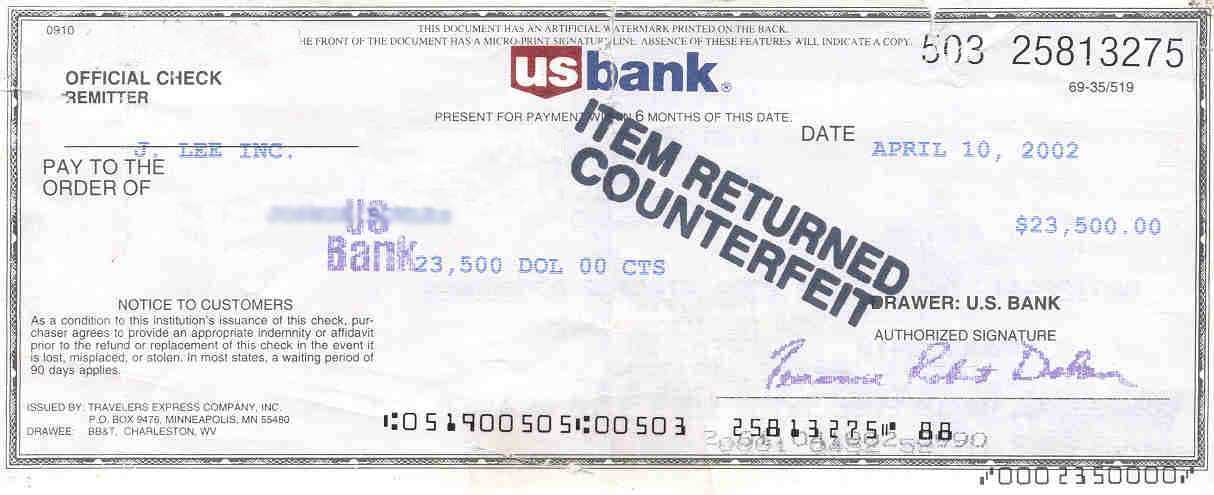 0910
THIS DOCUMENT HAS AN ARTIFICIAL WATERMARK PRINTED ON THE BACK.
HE FRONT OF THE DOCUMENT HAS A MICRO-PRINT SIGNATURE LINE. ABSENCE OF THESE FEATURES WILL INDICATE A COPY.
503 25813275
69-35/519
OFFICIAL CHECK
REMITTER
usbank®
PRESENT FOR PAYMENT WITHIN 6 MONTHS OF THIS DATE.
DATE APRIL 10, 2002
J. LEE INC.
PAY TO THE
ORDER OF
ITEM RETURNED
COUNTERFEIT
$23,500.00
US
Bank
23,500 DOL 00 CTS
DRAWER: U.S. BANK
AUTHORIZED SIGNATURE
NOTICE TO CUSTOMERS
As a condition to this institution's issuance of this check, pur-
chaser agrees to provide an appropriate indemnity or affidavit
prior to the refund or replacement of this check in the event it
is lost, misplaced, or stolen. In most states, a waiting period of
90 days applies.
ISSUED BY: TRAVELERS EXPRESS COMPANY, INC.
P.O. BOX 9476, MINNEAPOLIS, MN 55480
DRAWEE: BB&T, CHARLESTON, WV
⑆051900505⑆00503 25813275⑈ 88
⑈0002350000⑈